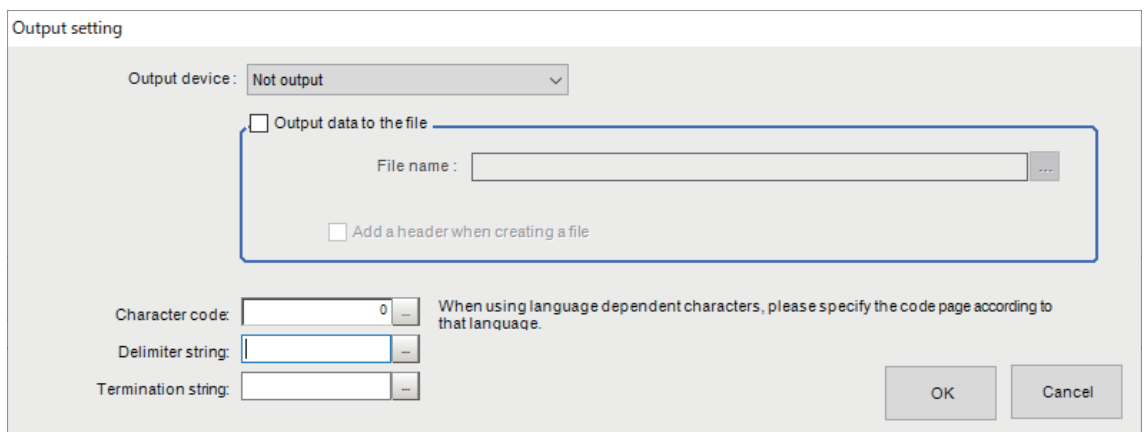 Output setting
Output device: Not output
Output data to the file
File name : ...
Add a header when creating a file
Character code: 0 ... When using language dependent characters, please specify the code page according to
that language.
Delimiter string: ...
Termination string: ...
OK Cancel